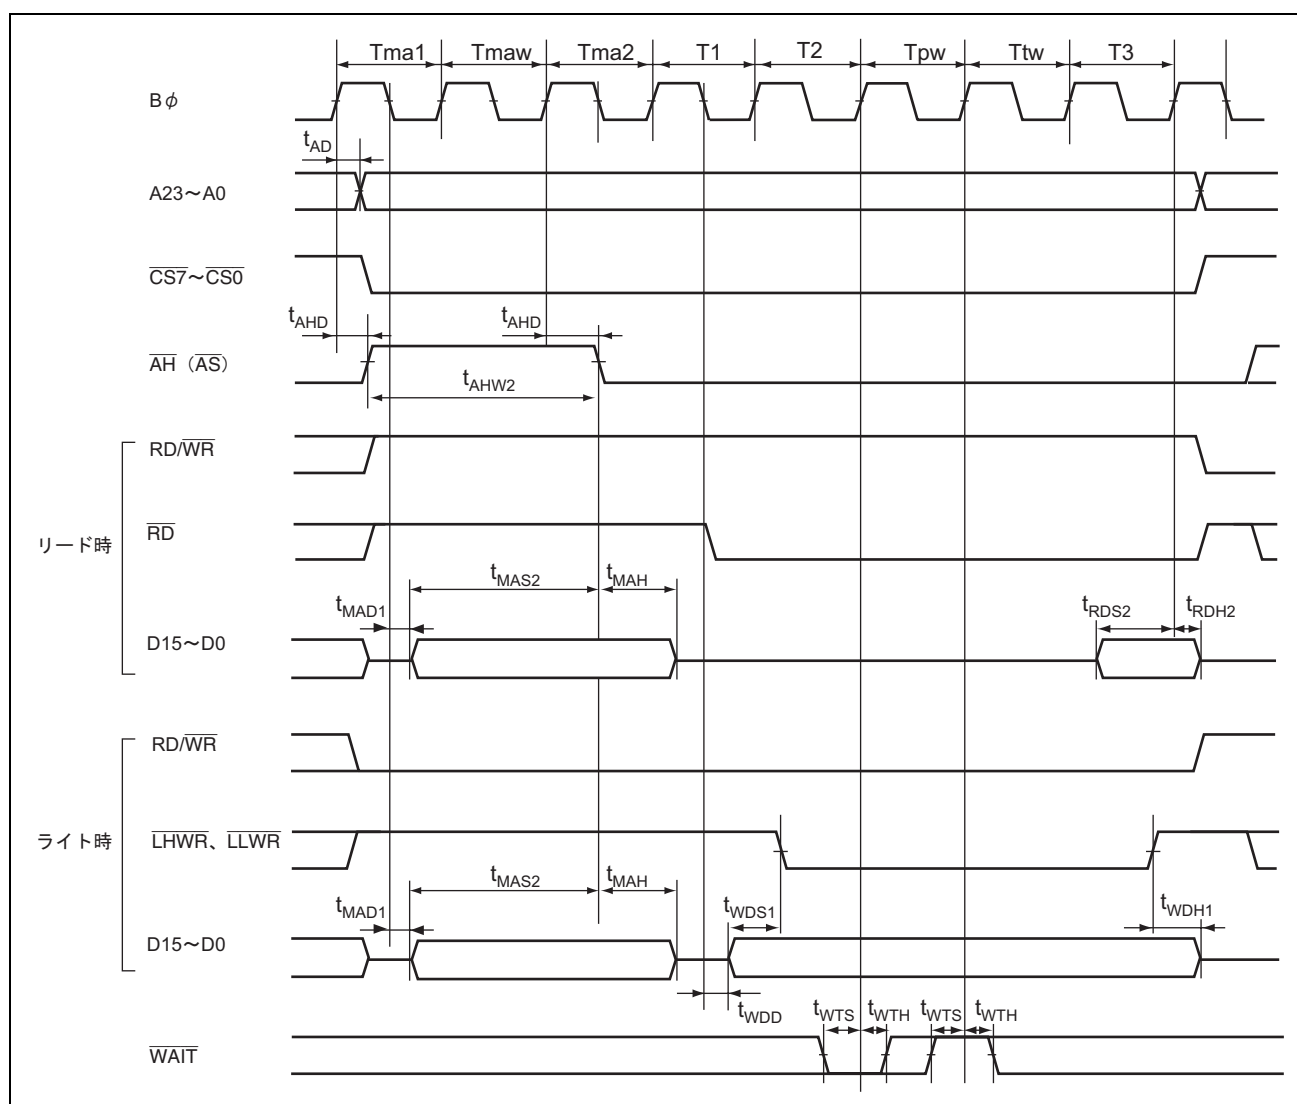 Tma1 Tmaw Tma2 T1 T2 Tpw Ttw T3
Bφ
tAD
A23〜A0
CS7〜CS0
tAHD tAHD
AH（AS）
tAHW2
RD/WR
リード時
RD
tMAS2 tMAH
tMAD1 tRDS2 tRDH2
D15〜D0
RD/WR
ライト時
LHWR、LLWR
tMAS2 tMAH
tMAD1 tWDS1 tWDH1
D15〜D0
tWDD
tWTS tWTH tWTS tWTH
WAIT